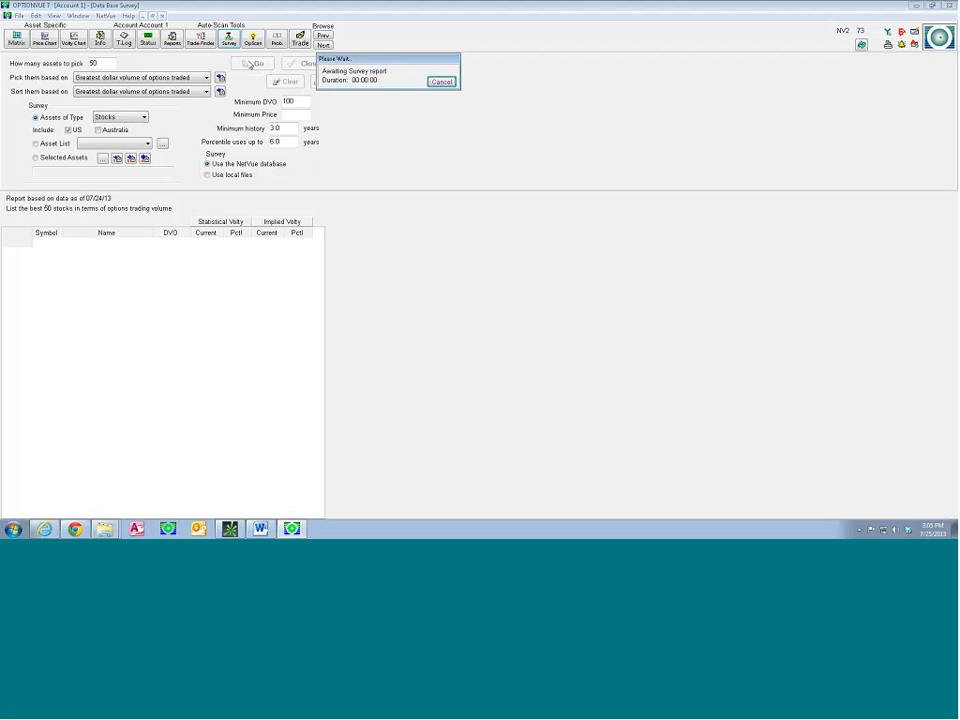 OPTIONVUE 7 [Account 1] - [Data Base Survey]
File Edit View Window NetVue Help
Asset Specific
Account Account 1
Auto-Scan Tools
Browse
Matrix
Price Chart
Volty Chart
Info
T.Log
Status
Reports
TradeFinder
Survey
OpScan
Prob.
Trade
Prev
Next
NV2 73
How many assets to pick 50
Go
Clos
Please Wait..
Awaiting Survey report
Duration: 00:00:00
Cancel
Pick them based on Greatest dollar volume of options traded
Clear
Sort them based on Greatest dollar volume of options traded
Survey
Assets of Type Stocks
Include: US Australia
Asset List ...
Selected Assets ...
Minimum DVO 100
Minimum Price
Minimum history 3.0 years
Percentile uses up to 6.0 years
Survey
Use the NetVue database
Use local files
Report based on data as of 07/24/13
List the best 50 stocks in terms of options trading volume
Statistical Volty Implied Volty
Symbol Name DVO Current Pctl Current Pctl
3:05 PM
7/25/2013